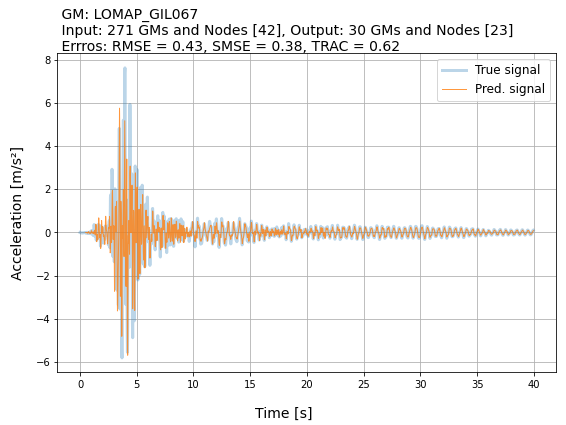 GM: LOMAP_GIL067
Input: 271 GMs and Nodes [42], Output: 30 GMs and Nodes [23]
Errros: RMSE = 0.43, SMSE = 0.38, TRAC = 0.62
True signal
Pred. signal
Acceleration [m/s²]
8
6
4
2
0
−2
−4
−6
0 5 10 15 20 25 30 35 40
Time [s]